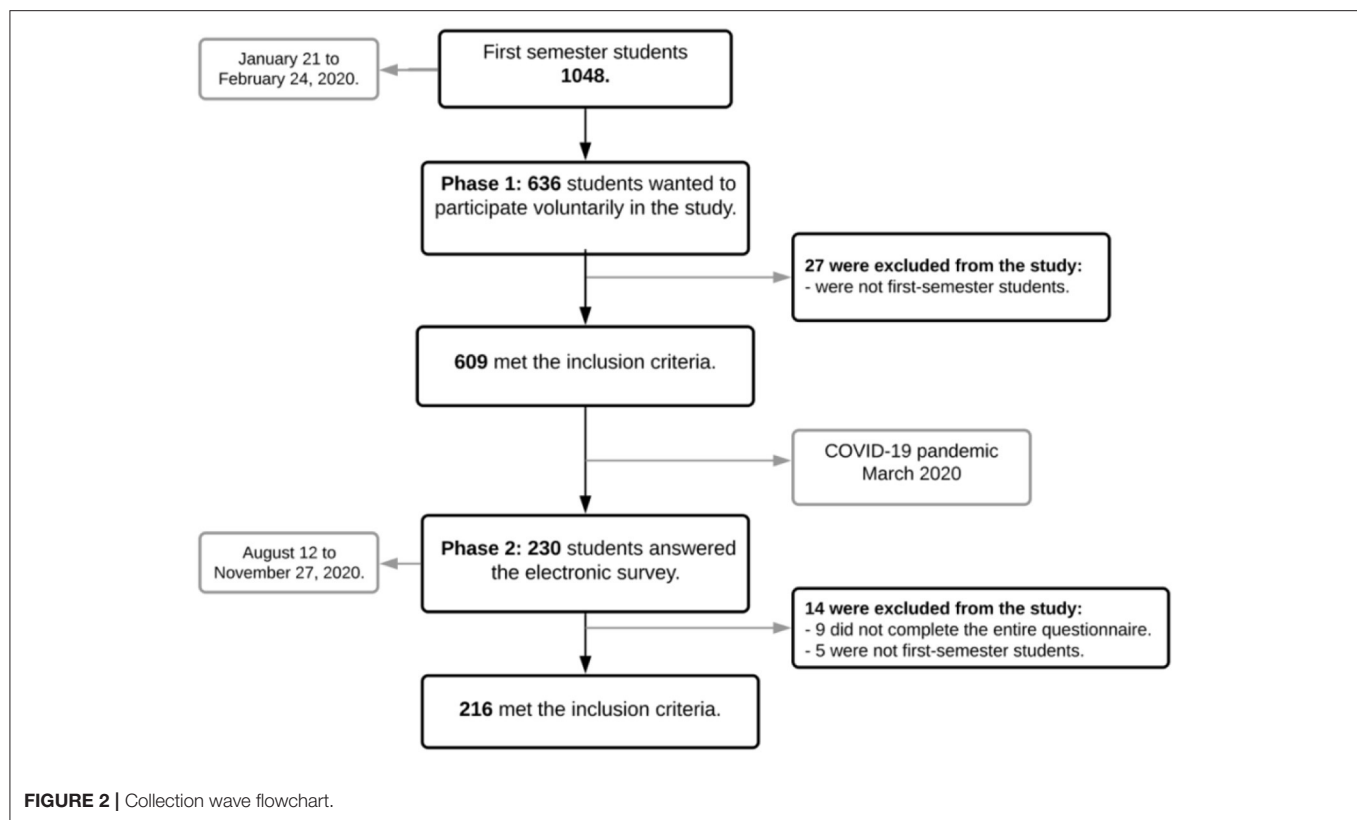 January 21 to
February 24, 2020.
First semester students
1048.
Phase 1: 636 students wanted to
participate voluntarily in the study.
27 were excluded from the study:
- were not first-semester students.
609 met the inclusion criteria.
COVID-19 pandemic
March 2020
August 12 to
November 27, 2020.
Phase 2: 230 students answered
the electronic survey.
14 were excluded from the study:
- 9 did not complete the entire questionnaire.
- 5 were not first-semester students.
216 met the inclusion criteria.
FIGURE 2 | Collection wave flowchart.